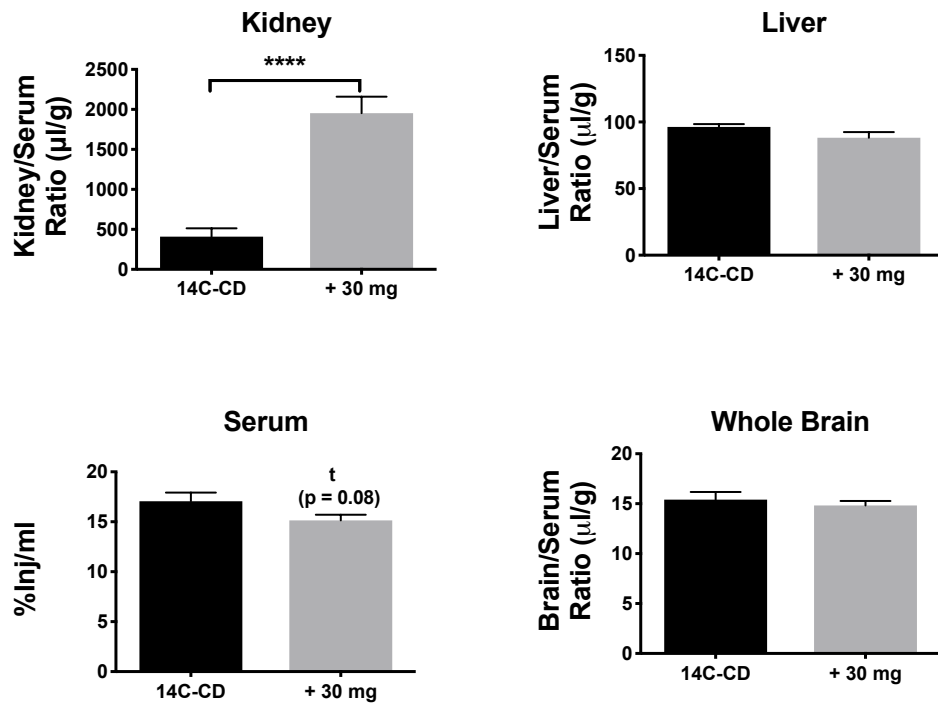 Kidney
****
Kidney/Serum
Ratio (μl/g)
2500
2000
1500
1000
500
0
14C-CD
+ 30 mg
Liver
Liver/Serum
Ratio (μl/g)
150
100
50
0
14C-CD
+ 30 mg
Serum
t
(p = 0.08)
%Inj/ml
20
15
10
5
0
14C-CD
+ 30 mg
Whole Brain
Brain/Serum
Ratio (μl/g)
20
15
10
5
0
14C-CD
+ 30 mg